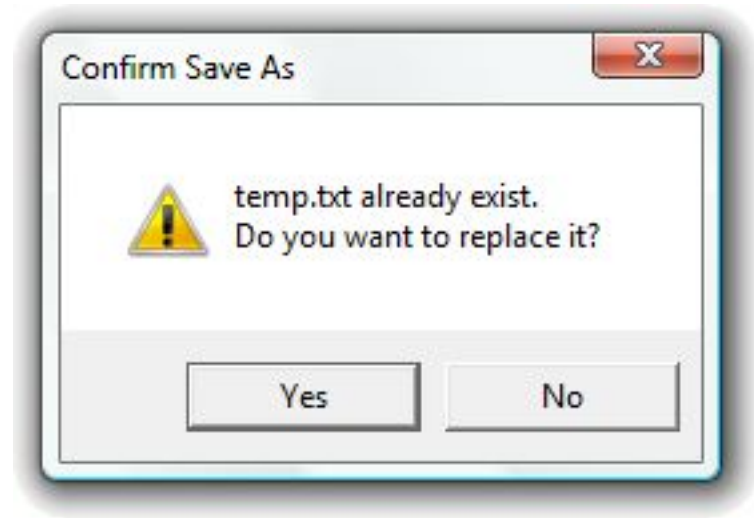 Confirm Save As
temp.txt already exist.
Do you want to replace it?
Yes
No